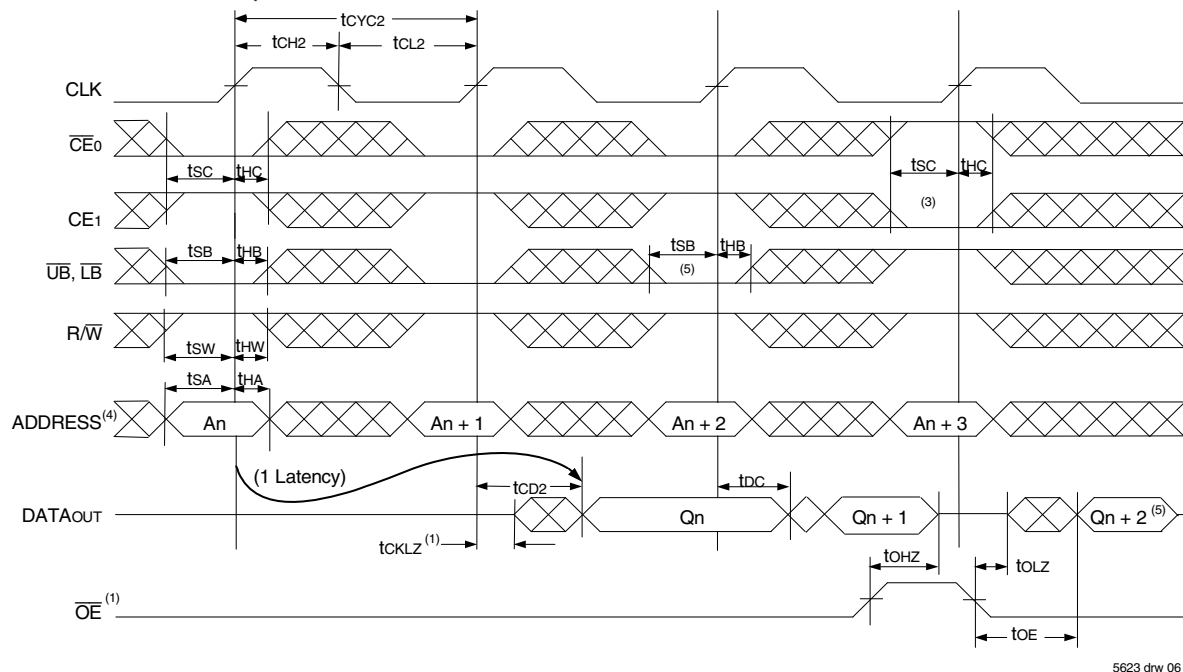 tCYC2
tCH2 tCL2
CLK
CE0
tSC tHC tSC tHC
(3)
CE1
tSB tHB tSB tHB
(5)
UB, LB
R/W
tSW tHW
tSA tHA
ADDRESS(4) An An + 1 An + 2 An + 3
(1 Latency) tCD2 tDC
DATAOUT Qn Qn + 1 Qn + 2 (5)
tCKLZ (1)
tOHZ tOLZ
OE (1)
tOE
5623 drw 06